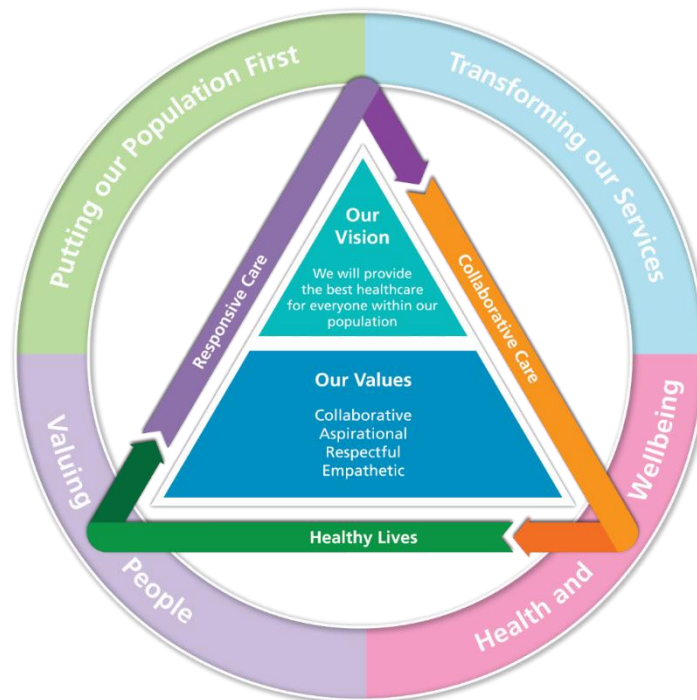 Putting our Population First
Transforming our Services
Responsive Care
Collaborative Care
Our
Vision
We will provide
the best healthcare
for everyone within our
population
Our Values
Collaborative
Aspirational
Respectful
Empathetic
Healthy Lives
Valuing
People
Health and
Wellbeing